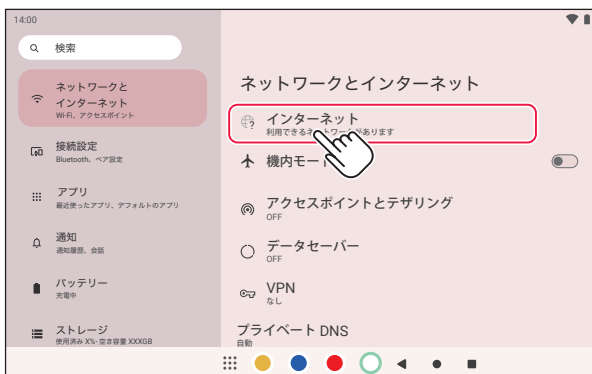 14:00
検索
ネットワークと
インターネット
Wi-Fi、アクセスポイント
接続設定
Bluetooth、ペア設定
アプリ
最近使ったアプリ、デフォルトのアプリ
通知
通知履歴、会話
バッテリー
充電中
ストレージ
使用済み X%- 空き容量 XXXGB
ネットワークとインターネット
インターネット
利用できるネットワークがあります
機内モー
アクセスポイントとテザリング
OFF
データセーバー
OFF
VPN
なし
プライベート DNS
自動